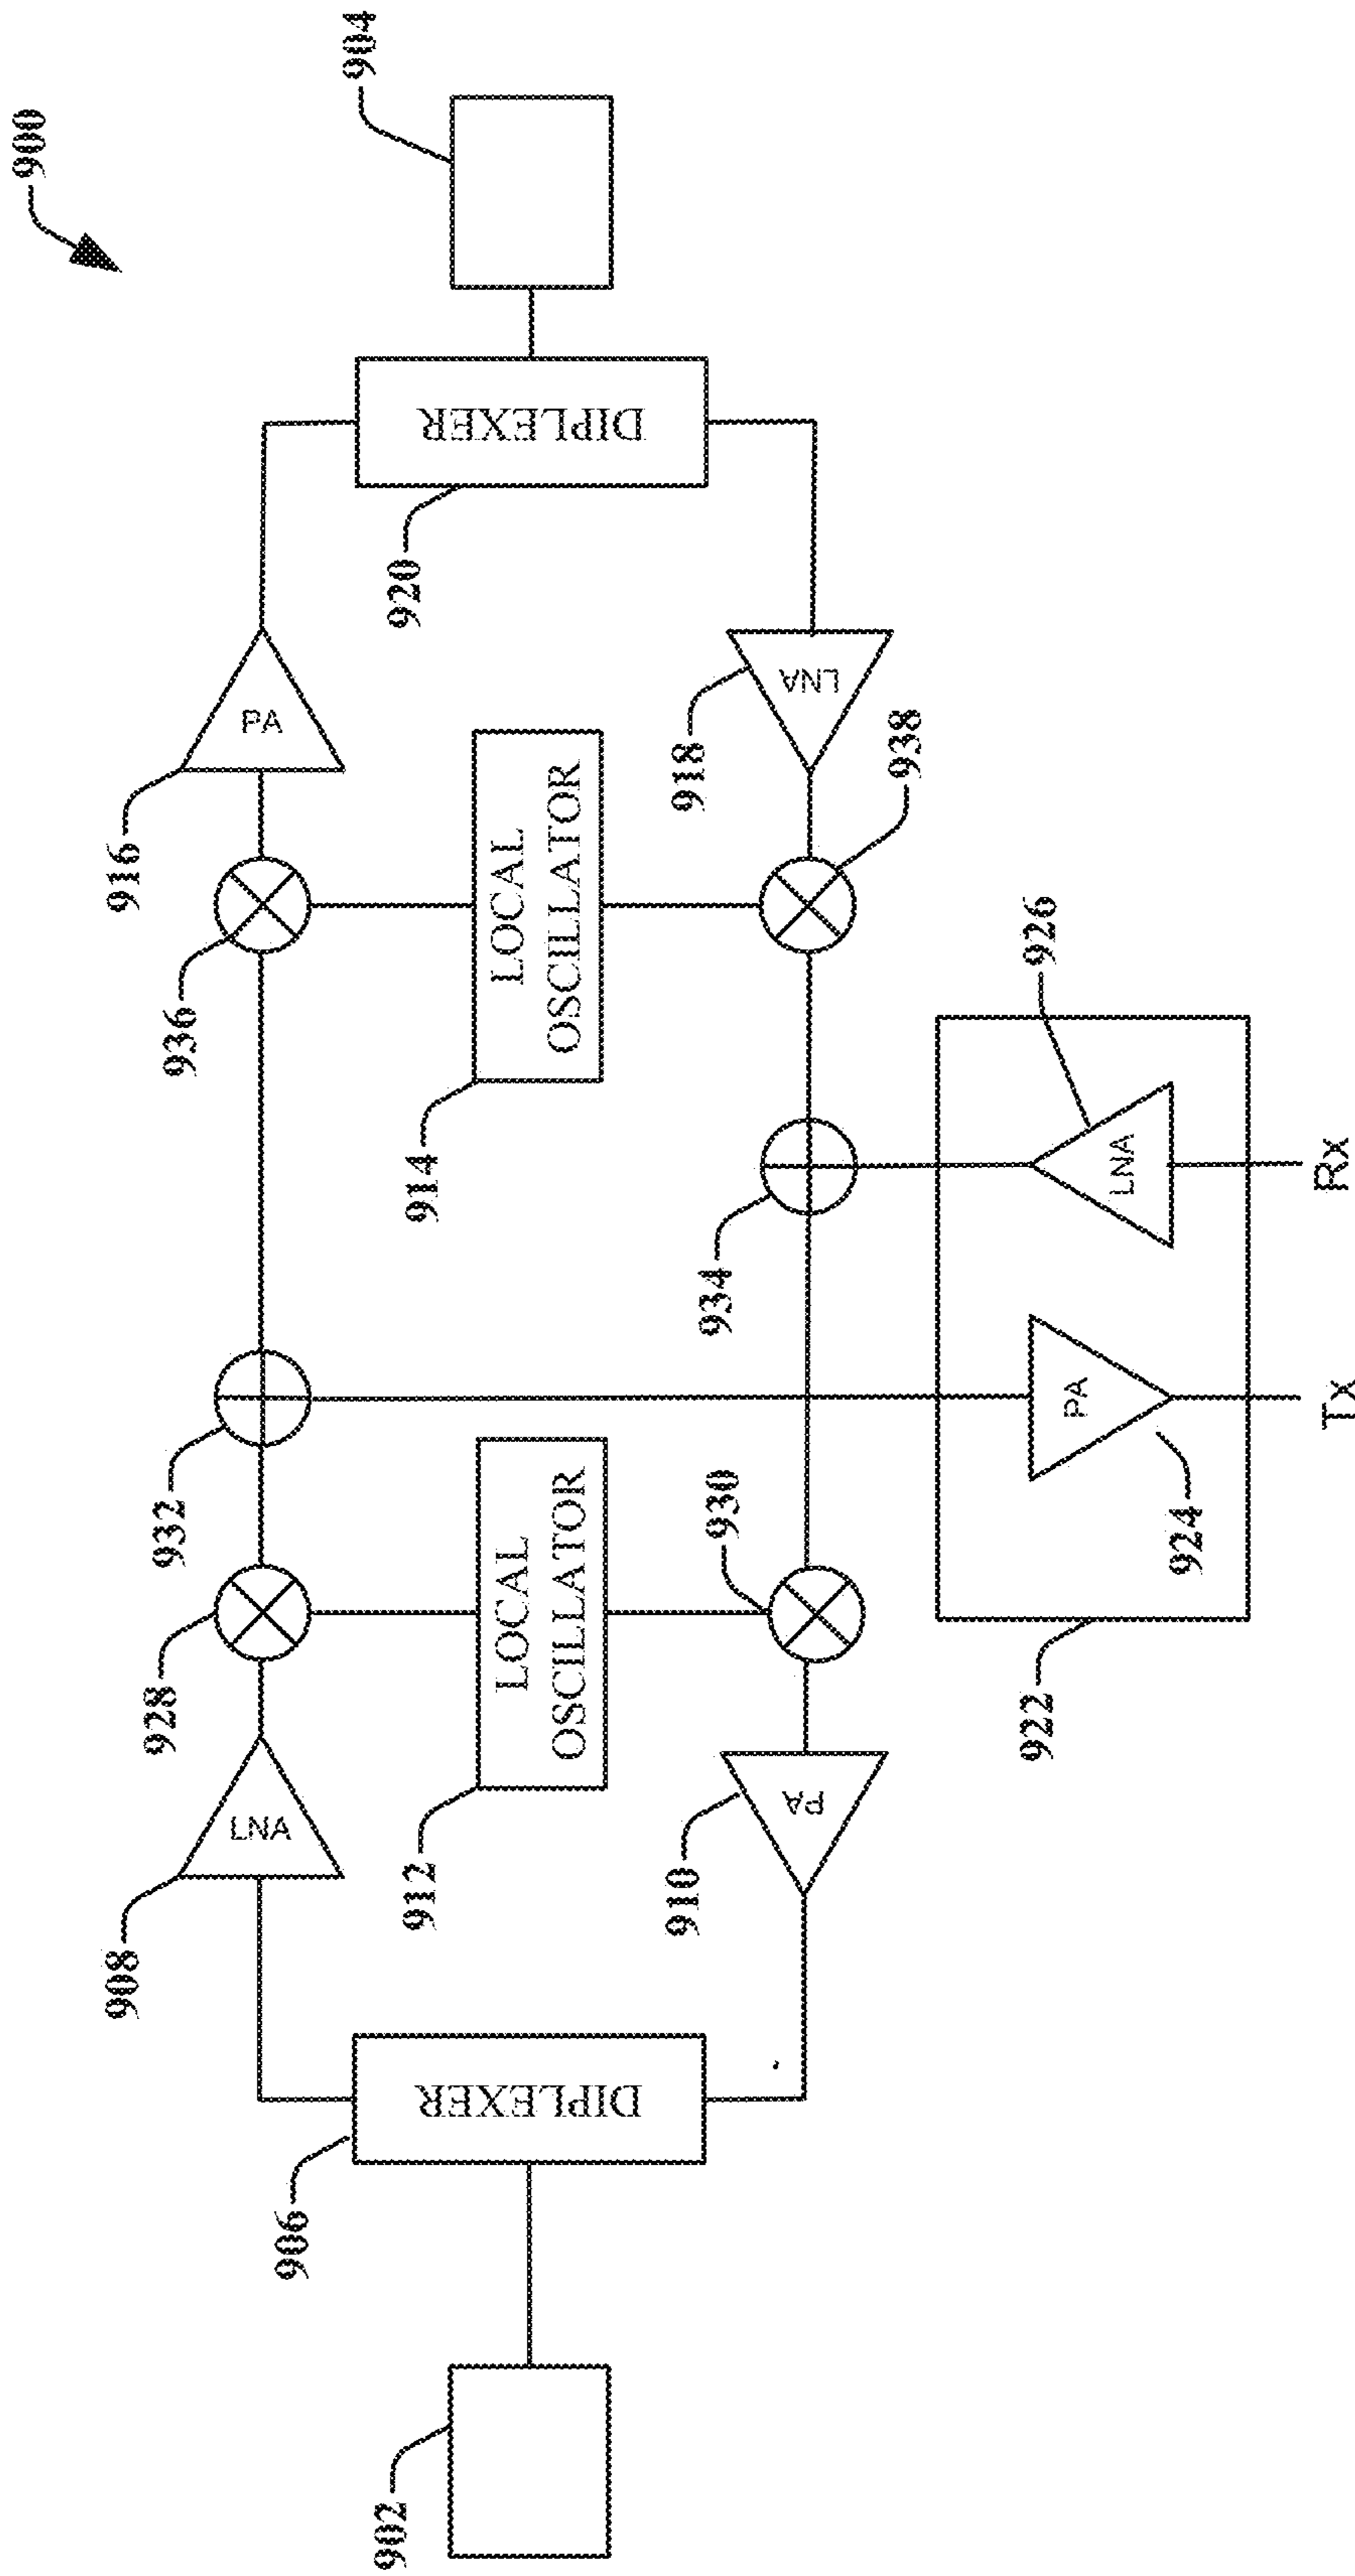 900
904
916
PA
936
920
DIPLEXER
918
LNA
938
LOCAL
OSCILLATOR
914
926
LNA
Rx
934
932
928
LNA
908
LOCAL
OSCILLATOR
912
930
PA
910
PA
924
Tx
922
DIPLEXER
906
902